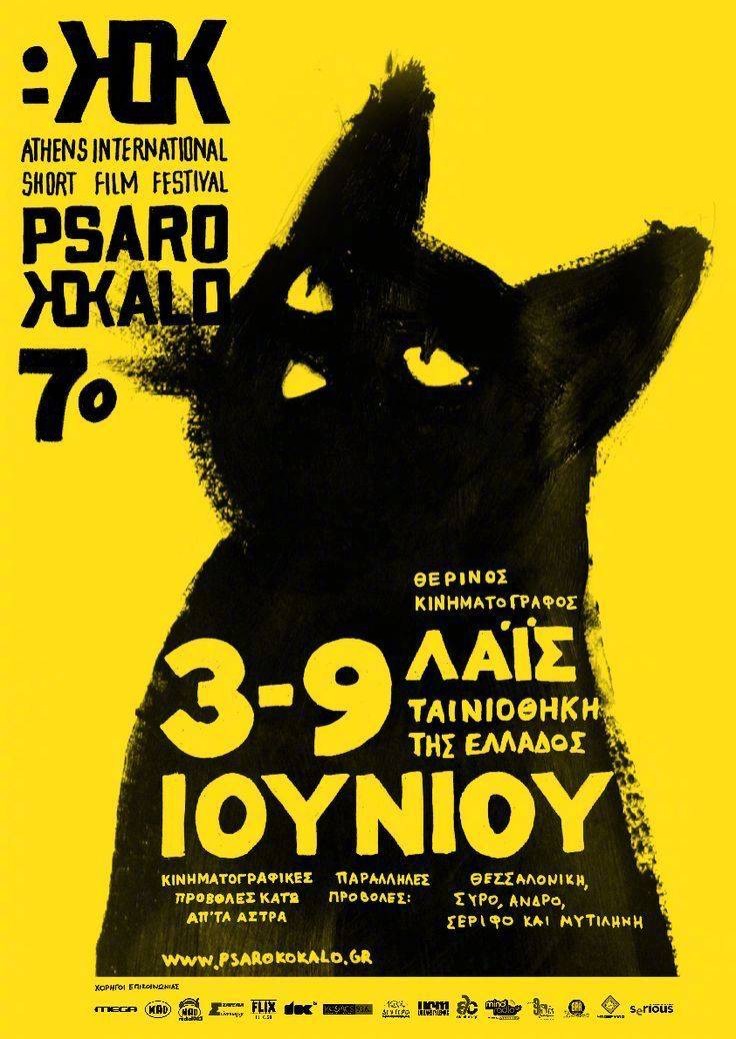 ATHENS INTERNATIONAL
SHORT FILM FESTIVAL
PSARO
KOKALO
7ο
ΘΕΡΙΝΟΣ
ΚΙΝΗΜΑΤΟΓΡΑΦΟΣ
ΛΑΪΣ
ΤΑΙΝΙΟΘΗΚΗ
ΤΗΣ ΕΛΛΑΔΟΣ
3-9
ΙΟΥΝΙΟΥ
ΚΙΝΗΜΑΤΟΓΡΑΦΙΚΕΣ
ΠΡΟΒΟΛΕΣ ΚΑΤΩ
ΑΠ'ΤΑ ΑΣΤΡΑ
ΠΑΡΑΛΛΗΛΕΣ
ΠΡΟΒΟΛΕΣ:
ΘΕΣΣΑΛΟΝΙΚΗ,
ΣΥΡΟ, ΑΝΔΡΟ,
ΣΕΡΙΦΟ ΚΑΙ ΜΥΤΙΛΗΝΗ
WWW.PSAROKOKALO.GR
ΧΟΡΗΓΟΙ ΕΠΙΚΟΙΝΩΝΙΑΣ
MEGA MAD FLIX serious